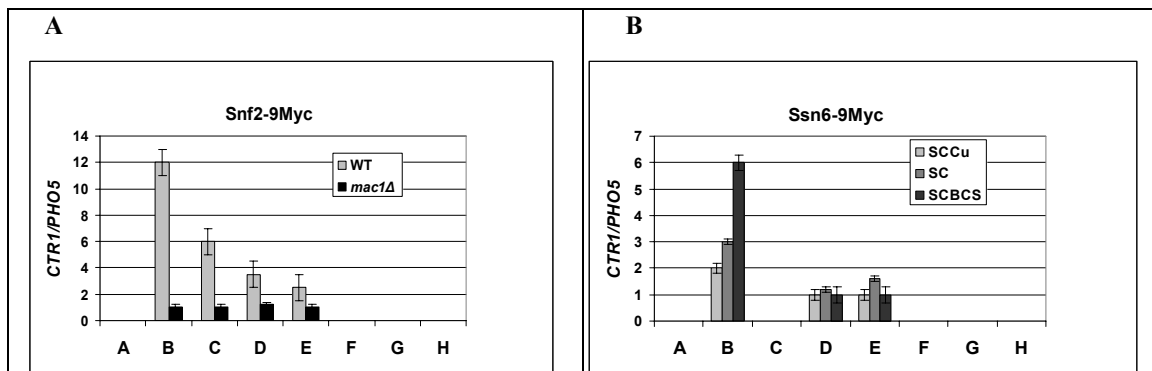 A
B
Snf2-9Myc
CTR1/PHO5
14
12
10
8
6
4
2
0
A B C D E F G H
WT
mac1Δ
Ssn6-9Myc
CTR1/PHO5
7
6
5
4
3
2
1
0
A B C D E F G H
SCCu
SC
SCBCS